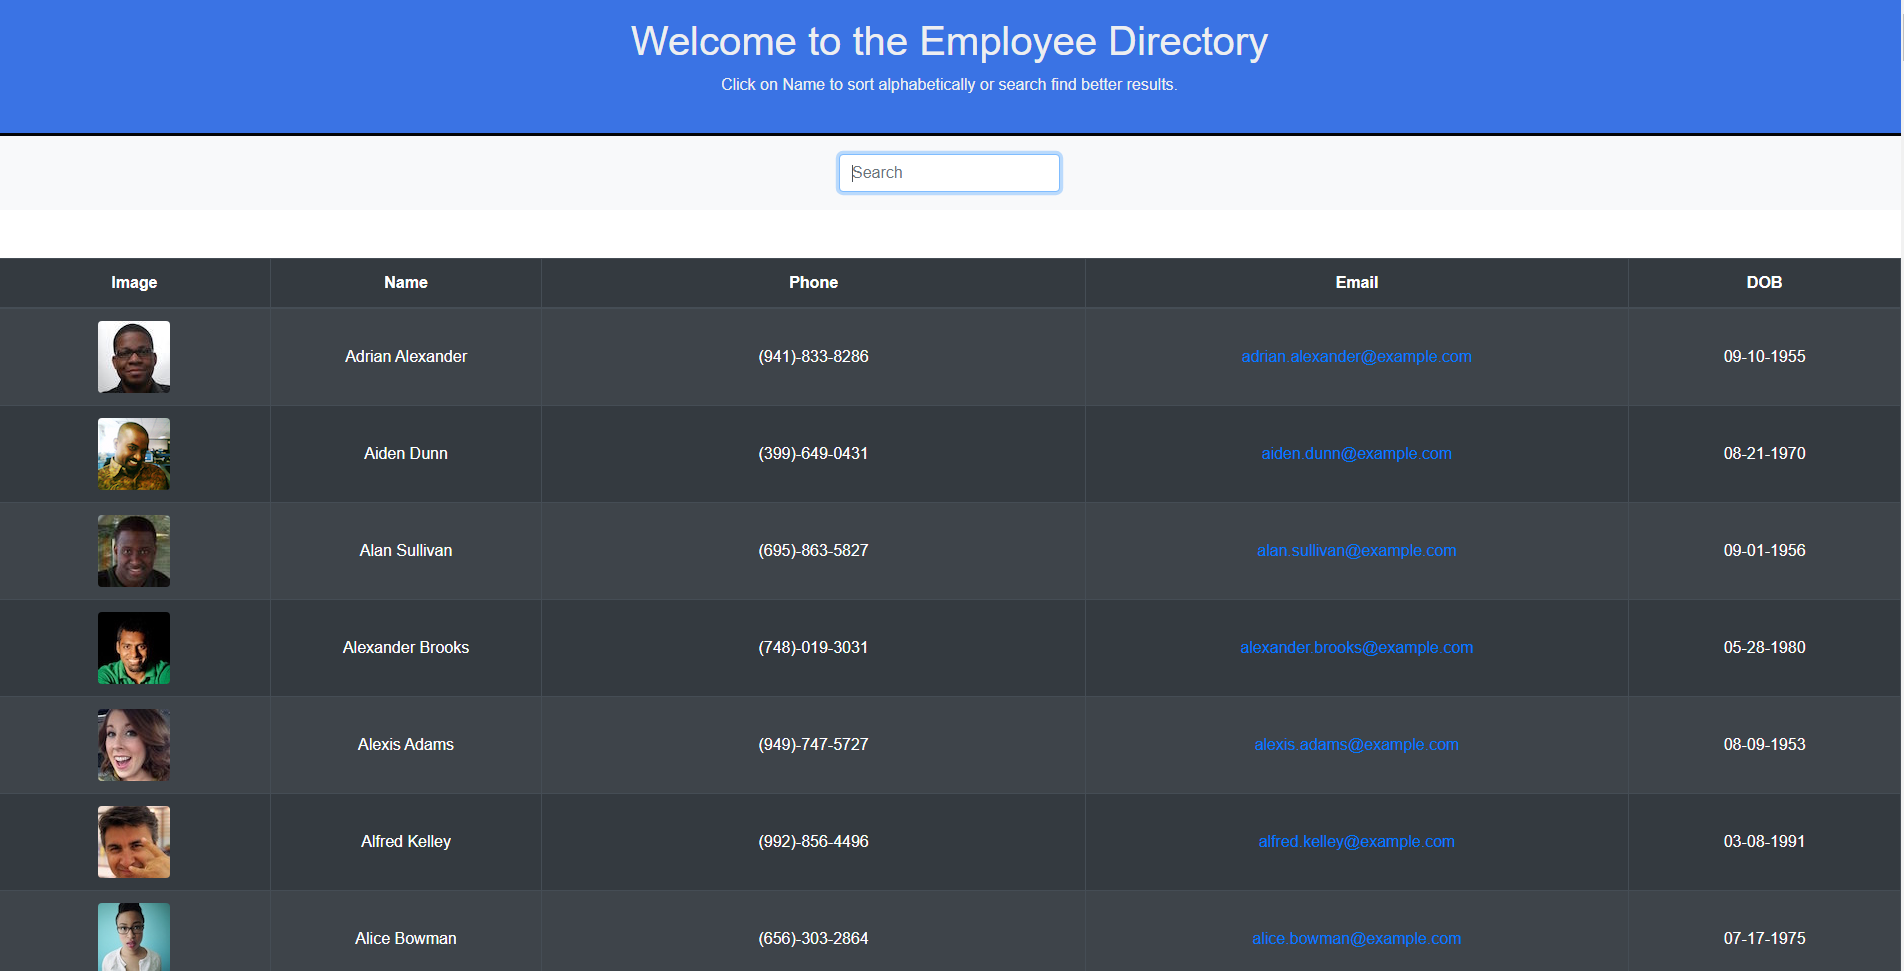 Welcome to the Employee Directory
Click on Name to sort alphabetically or search find better results.
Search
Image Name Phone Email DOB
Adrian Alexander (941)-833-8286 adrian.alexander@example.com 09-10-1955
Aiden Dunn (399)-649-0431 aiden.dunn@example.com 08-21-1970
Alan Sullivan (695)-863-5827 alan.sullivan@example.com 09-01-1956
Alexander Brooks (748)-019-3031 alexander.brooks@example.com 05-28-1980
Alexis Adams (949)-747-5727 alexis.adams@example.com 08-09-1953
Alfred Kelley (992)-856-4496 alfred.kelley@example.com 03-08-1991
Alice Bowman (656)-303-2864 alice.bowman@example.com 07-17-1975